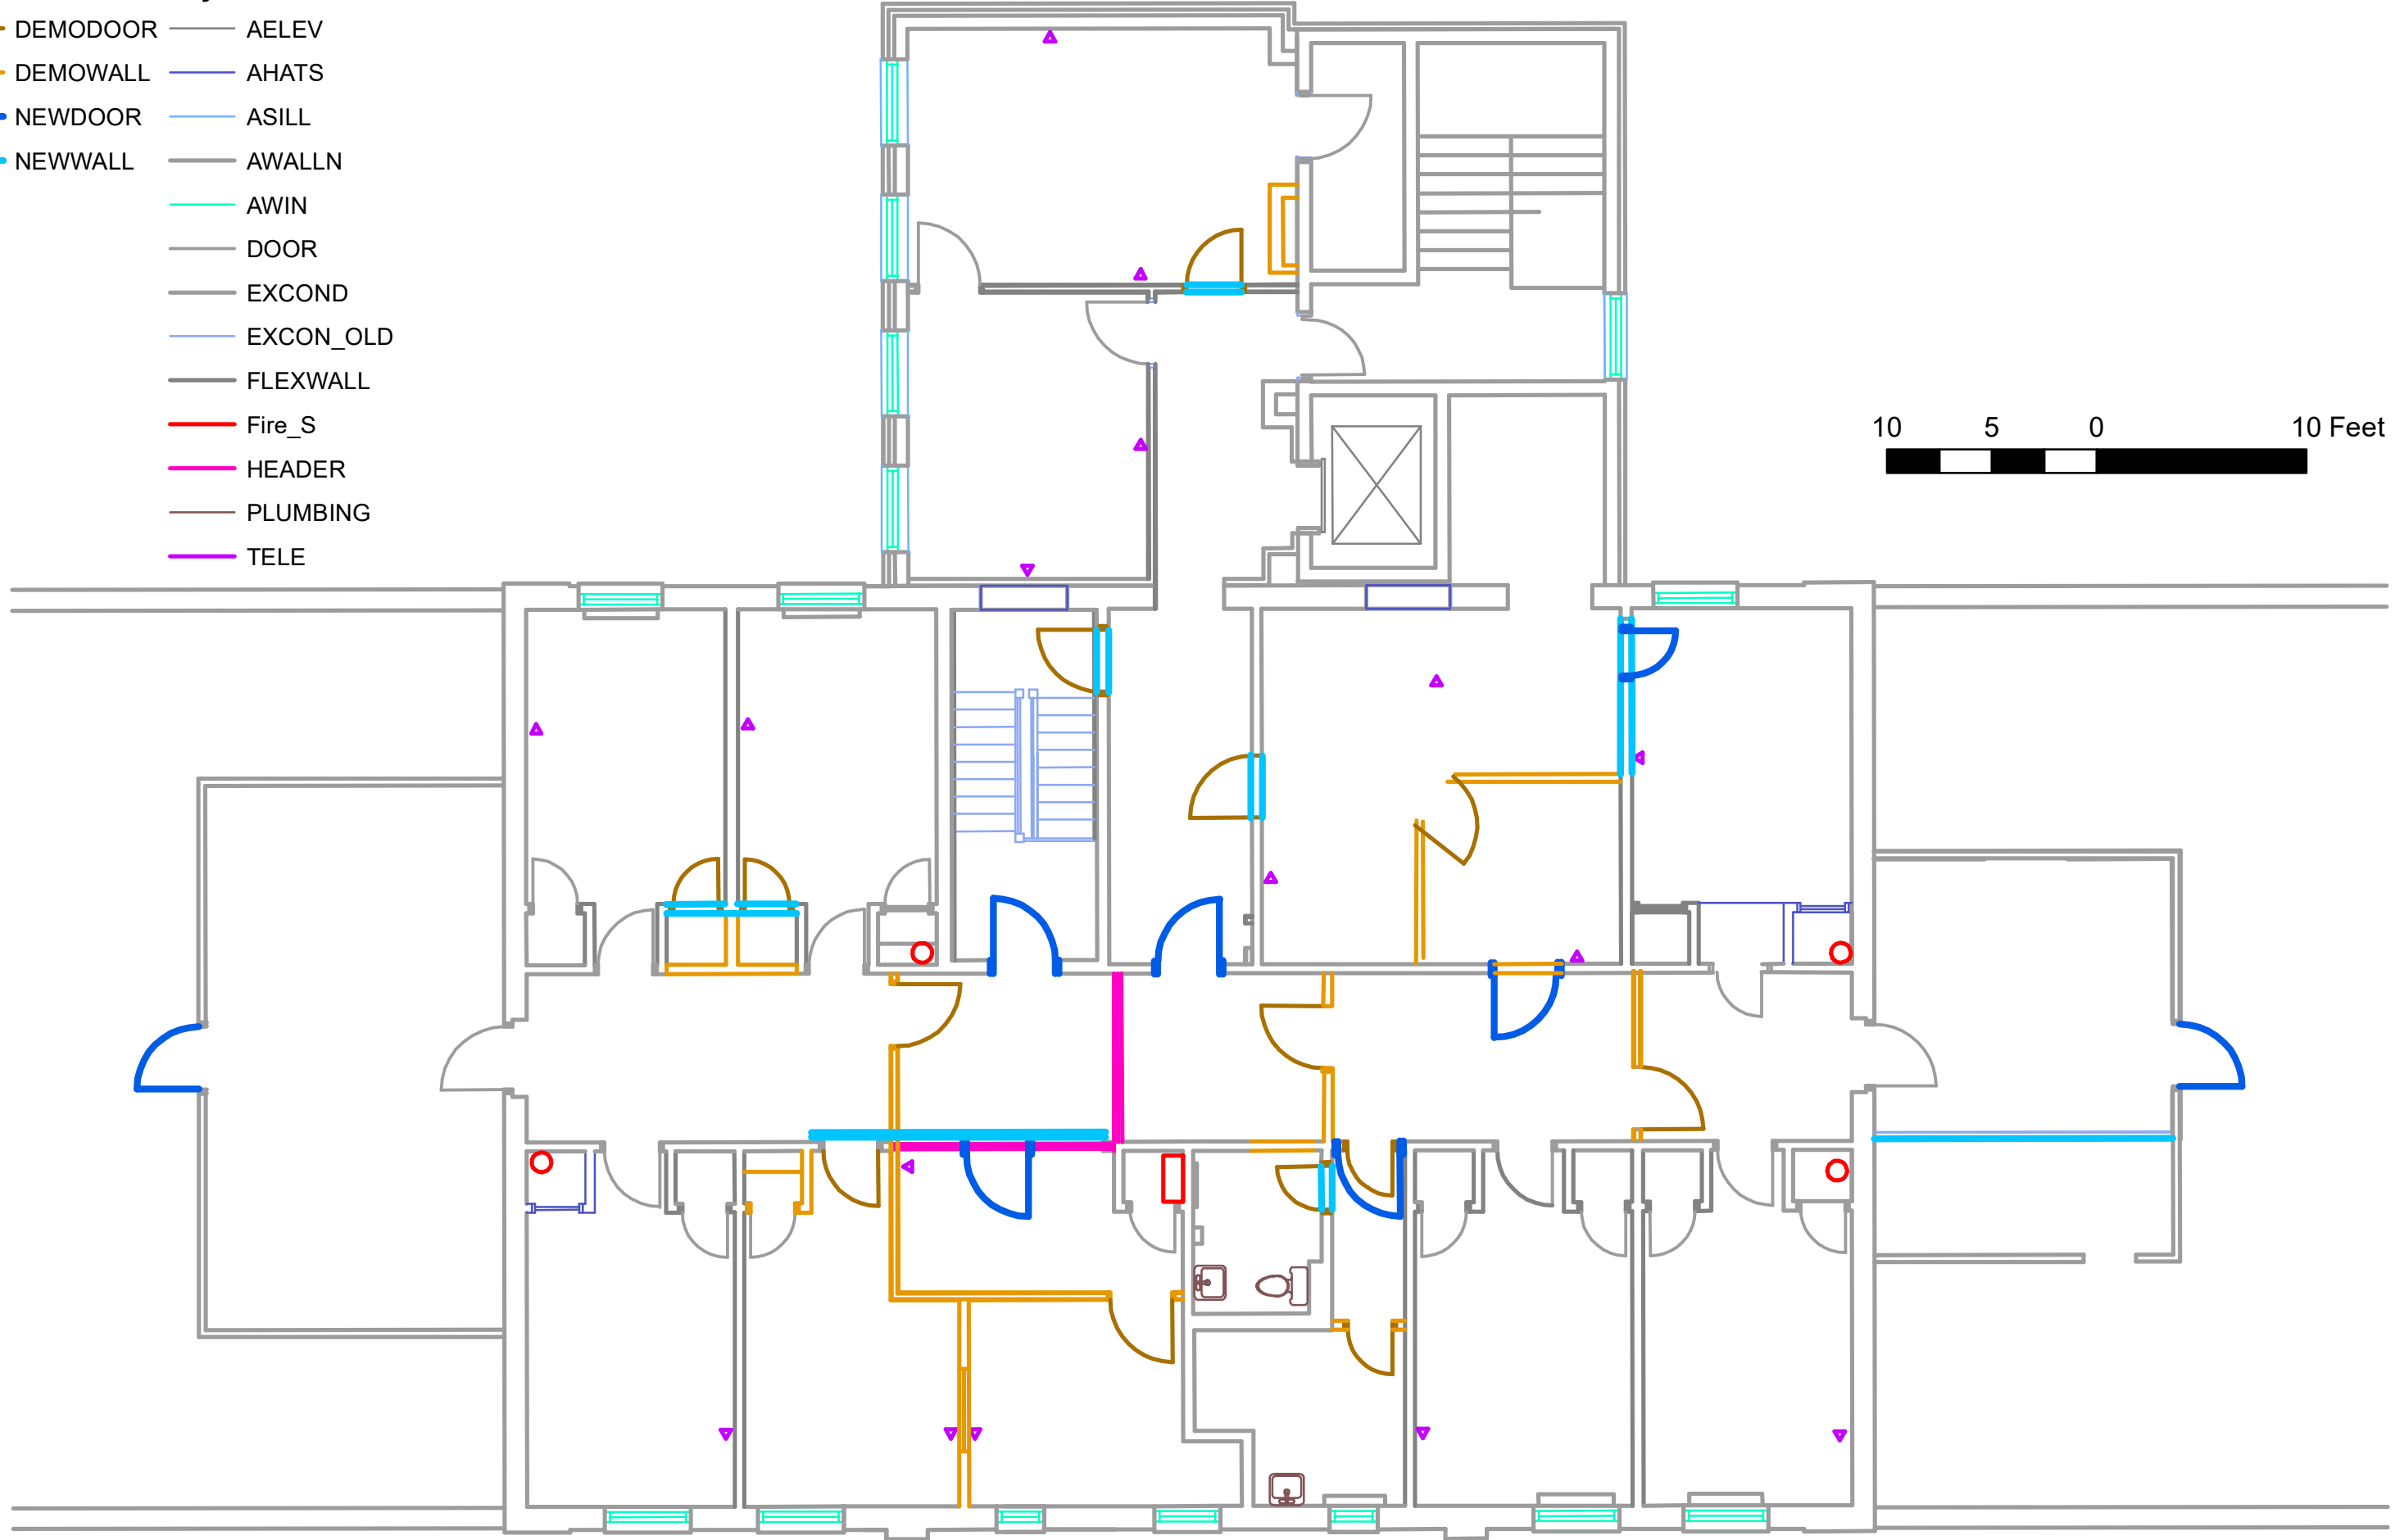 DEMODOOR AELEV
DEMOWALL AHATS
NEWDOOR ASILL
NEWWALL AWALLN
AWIN
DOOR
EXCOND
EXCON_OLD
FLEXWALL
Fire_S
HEADER
PLUMBING
TELE
10 5 0 10 Feet